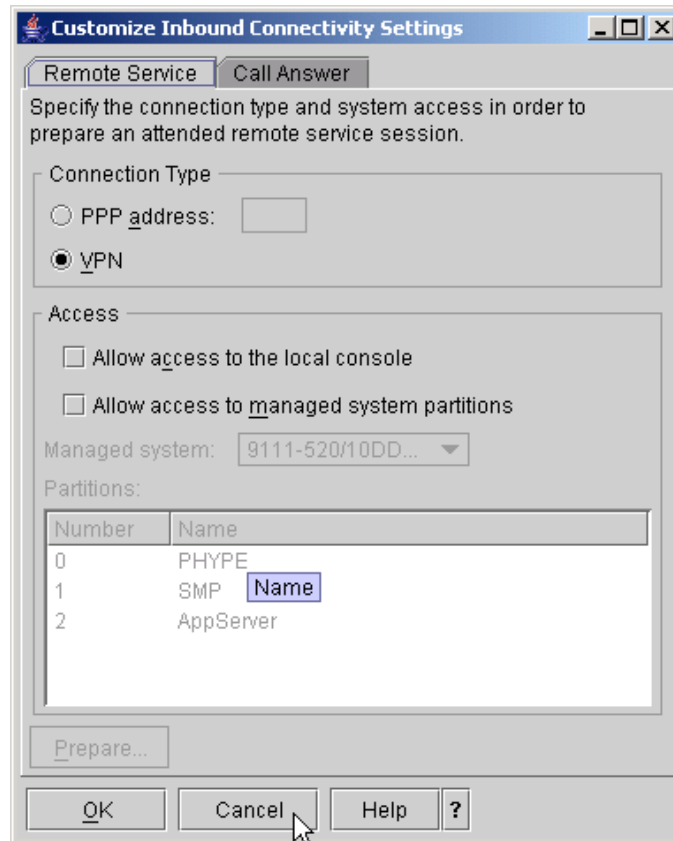 Customize Inbound Connectivity Settings
Remote Service Call Answer
Specify the connection type and system access in order to
prepare an attended remote service session.
Connection Type
PPP address:
VPN
Access
Allow access to the local console
Allow access to managed system partitions
Managed system: 9111-520/10DD...
Partitions:
Number Name
0 PHYPE
1 SMP Name
2 AppServer
Prepare...
OK Cancel Help ?